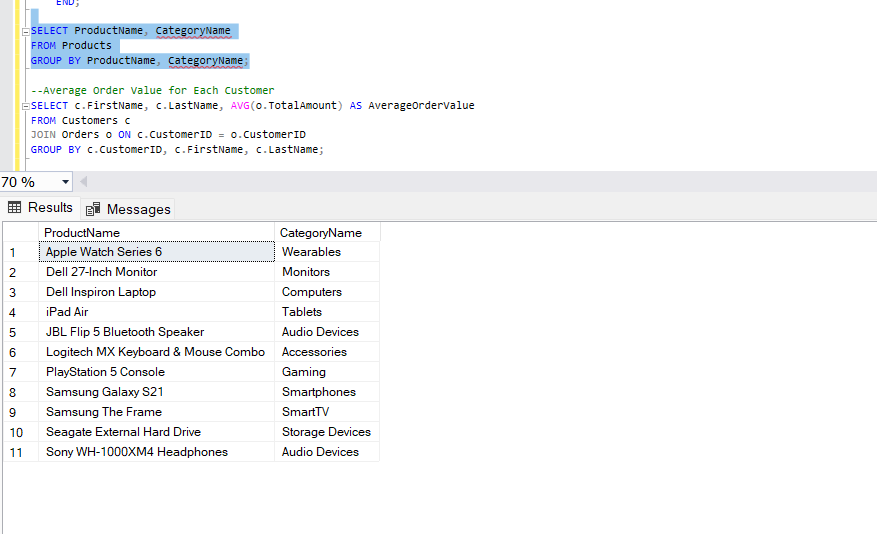 END;
SELECT ProductName, CategoryName
FROM Products
GROUP BY ProductName, CategoryName;
--Average Order Value for Each Customer
SELECT c.FirstName, c.LastName, AVG(o.TotalAmount) AS AverageOrderValue
FROM Customers c
JOIN Orders o ON c.CustomerID = o.CustomerID
GROUP BY c.CustomerID, c.FirstName, c.LastName;
70 %
Results Messages
ProductName CategoryName
1 Apple Watch Series 6 Wearables
2 Dell 27-Inch Monitor Monitors
3 Dell Inspiron Laptop Computers
4 iPad Air Tablets
5 JBL Flip 5 Bluetooth Speaker Audio Devices
6 Logitech MX Keyboard & Mouse Combo Accessories
7 PlayStation 5 Console Gaming
8 Samsung Galaxy S21 Smartphones
9 Samsung The Frame SmartTV
10 Seagate External Hard Drive Storage Devices
11 Sony WH-1000XM4 Headphones Audio Devices